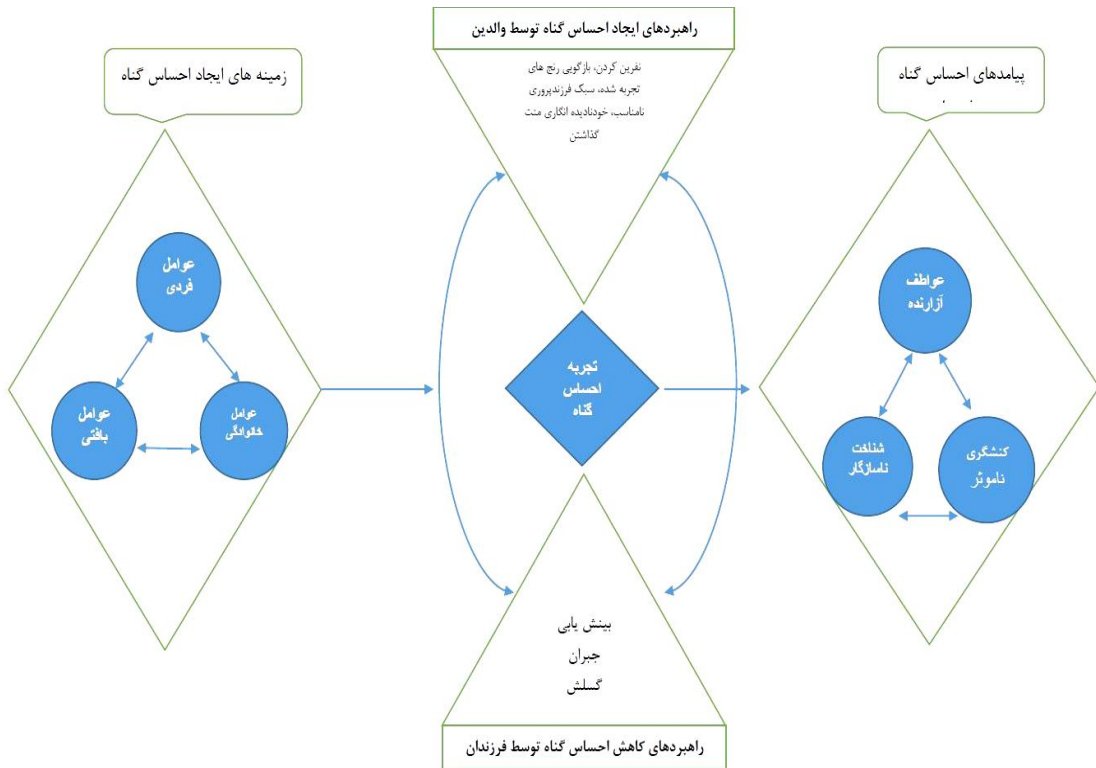 راهبردهای ایجاد احساس گناه توسط والدین
نفرین کردن، بازگویی رنج های
تجربه شده، سبک فرزندپروری
نامناسب، خودنادیده انگاری منت
گذاشتن
زمینه های ایجاد احساس گناه
عوامل
فردی
عوامل
بافتی
عوامل
خانوادگی
تجربه
احساس
گناه
پیامدهای احساس گناه
عواطف
آزارنده
شناخت
ناسازگار
کنشگری
ناموثر
بینش یابی
جبران
گسلش
راهبردهای کاهش احساس گناه توسط فرزندان